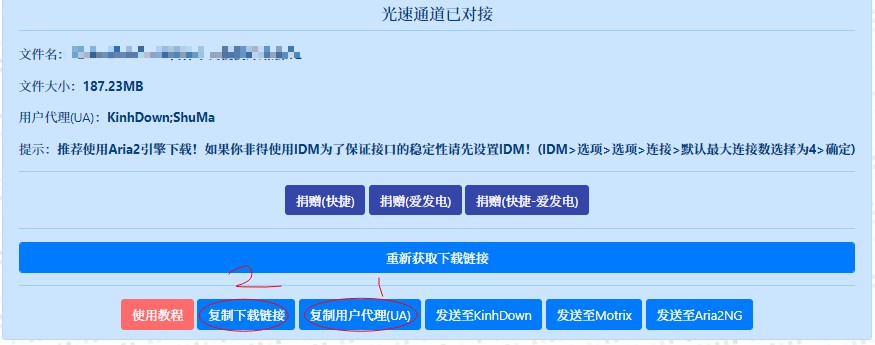 光速通道已对接
文件名：
文件大小：187.23MB
用户代理(UA)：KinhDown;ShuMa
提示：推荐使用Aria2引擎下载！如果你非得使用IDM为了保证接口的稳定性请先设置IDM！(IDM>选项>选项>连接>默认最大连接数选择为4>确定)
捐赠(快捷) 捐赠(爱发电) 捐赠(快捷-爱发电)
重新获取下载链接
2 1
使用教程 复制下载链接 复制用户代理(UA) 发送至KinhDown 发送至Motrix 发送至Aria2NG